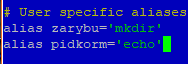 # User specific aliases
alias zarybu='mkdir'
alias pidkorm='echo'